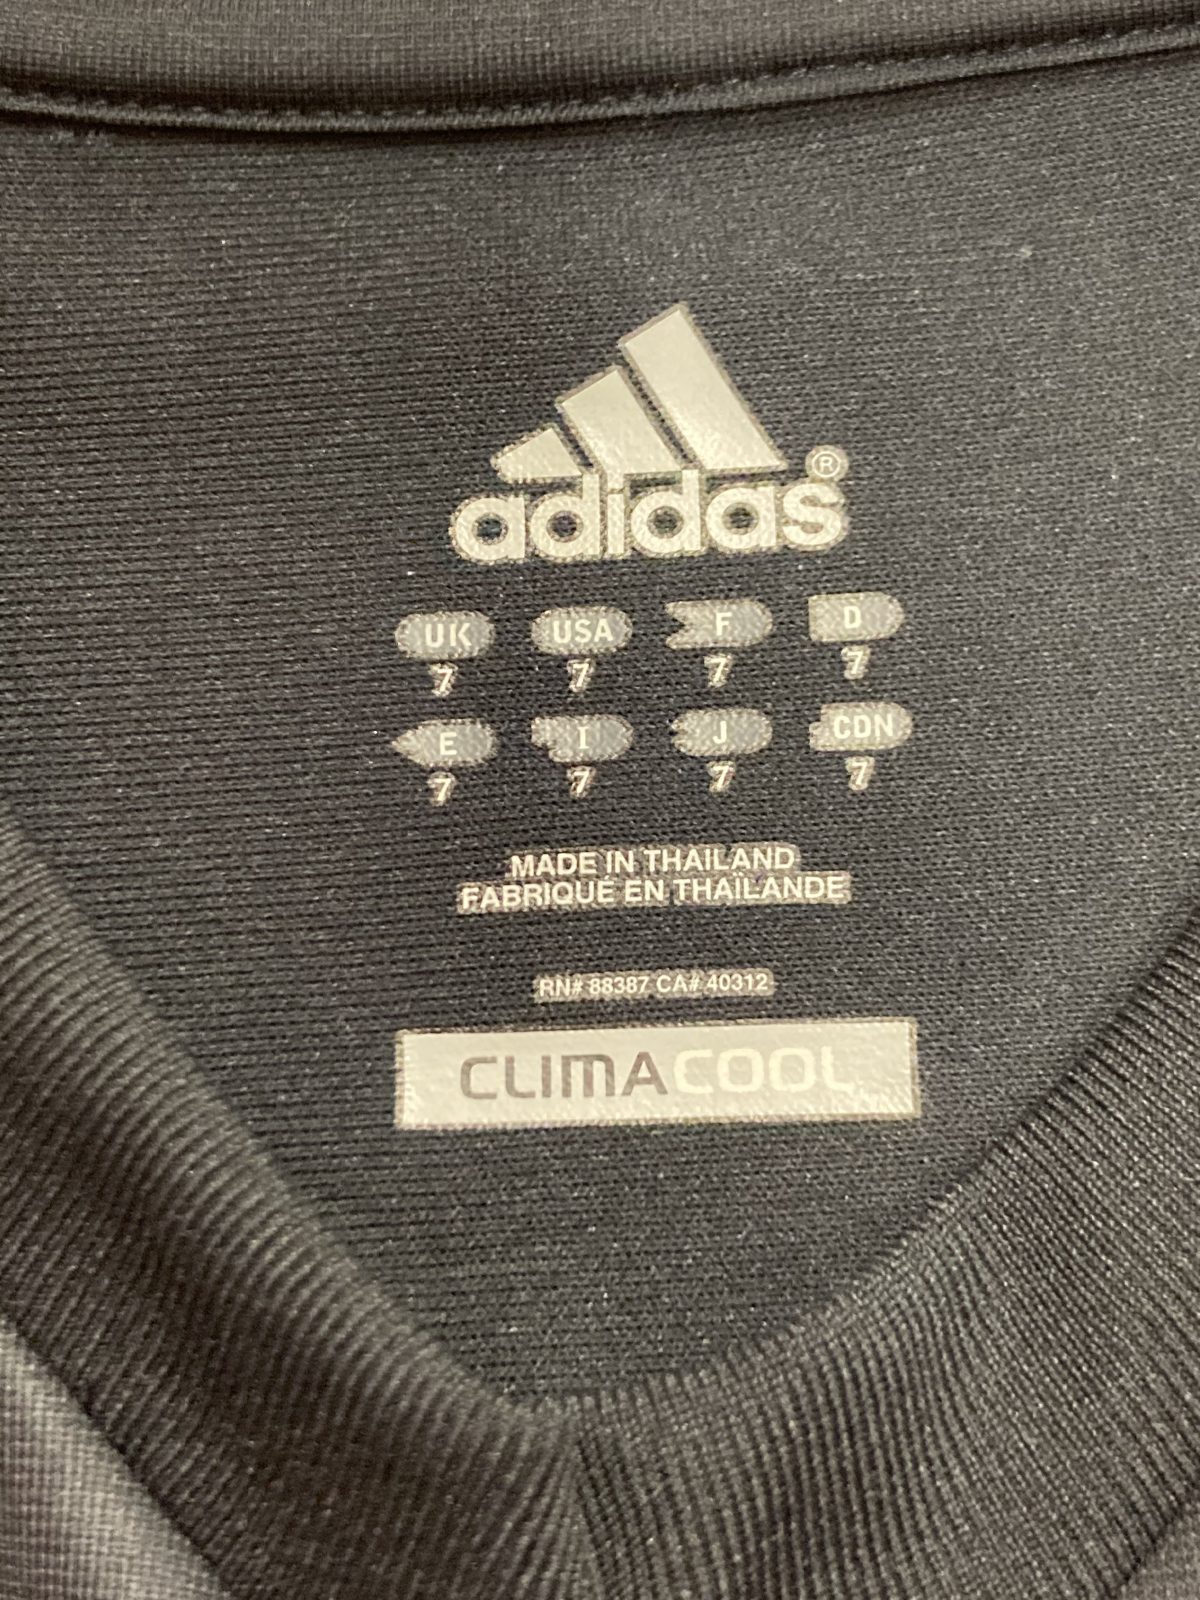 adidas®
UK USA F D
7 7 7 7
E I J CDN
7 7 7 7
MADE IN THAILAND
FABRIQUÉ EN THAÏLANDE
RN# 88387 CA# 40312
CLIMACOOL